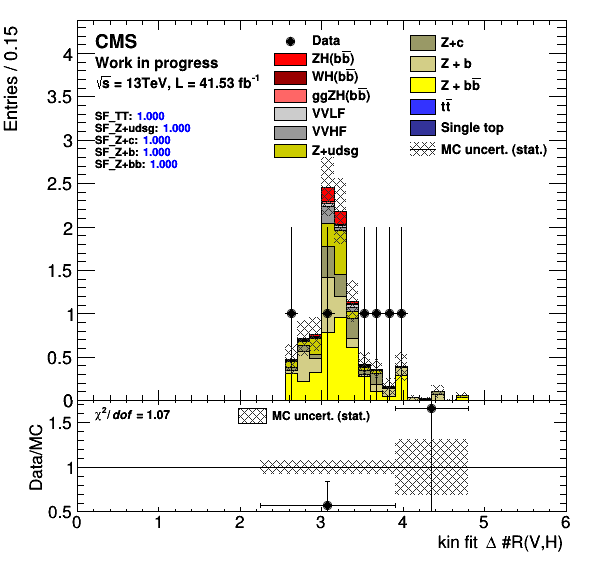 CMS
Work in progress
√s = 13TeV, L = 41.53 fb⁻¹
SF_TT: 1.000
SF_Z+udsg: 1.000
SF_Z+c: 1.000
SF_Z+b: 1.000
SF_Z+bb: 1.000
Data
ZH(bb̅)
WH(bb̅)
ggZH(bb̅)
VVLF
VVHF
Z+udsg
Z+c
Z + b
Z + bb̅
tt̅
Single top
MC uncert. (stat.)
Entries / 0.15
4
3.5
3
2.5
2
1.5
1
0.5
0
χ²/dof = 1.07
MC uncert. (stat.)
Data/MC
1.5
1
0.5
0 1 2 3 4 5 6
kin fit Δ #R(V,H)